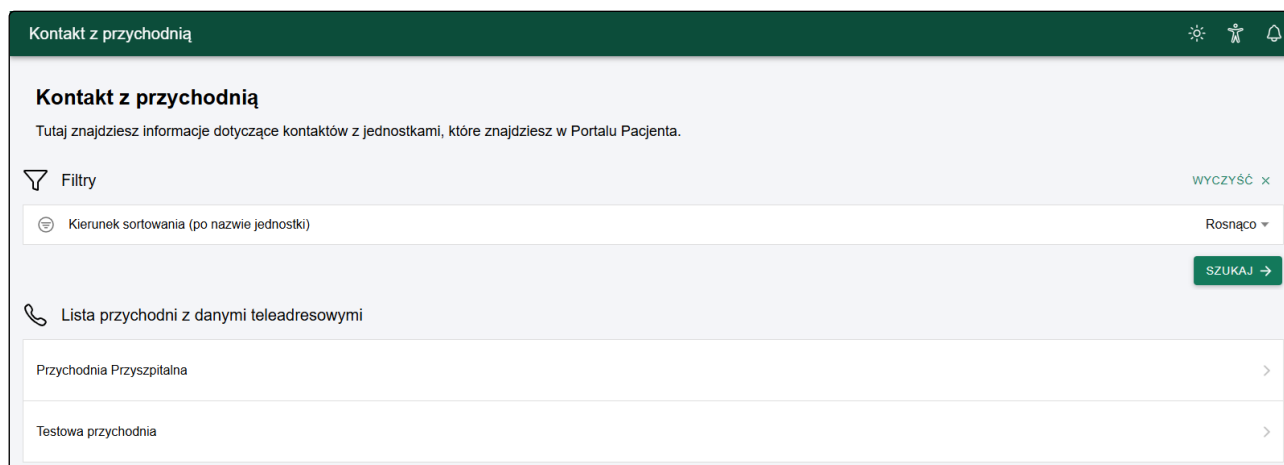 Kontakt z przychodnią
Kontakt z przychodnią
Tutaj znajdziesz informacje dotyczące kontaktów z jednostkami, które znajdziesz w Portalu Pacjenta.
Filtry
WYCZYŚĆ ×
Kierunek sortowania (po nazwie jednostki) Rosnąco
SZUKAJ →
Lista przychodni z danymi teleadresowymi
Przychodnia Przyszpitalna
Testowa przychodnia